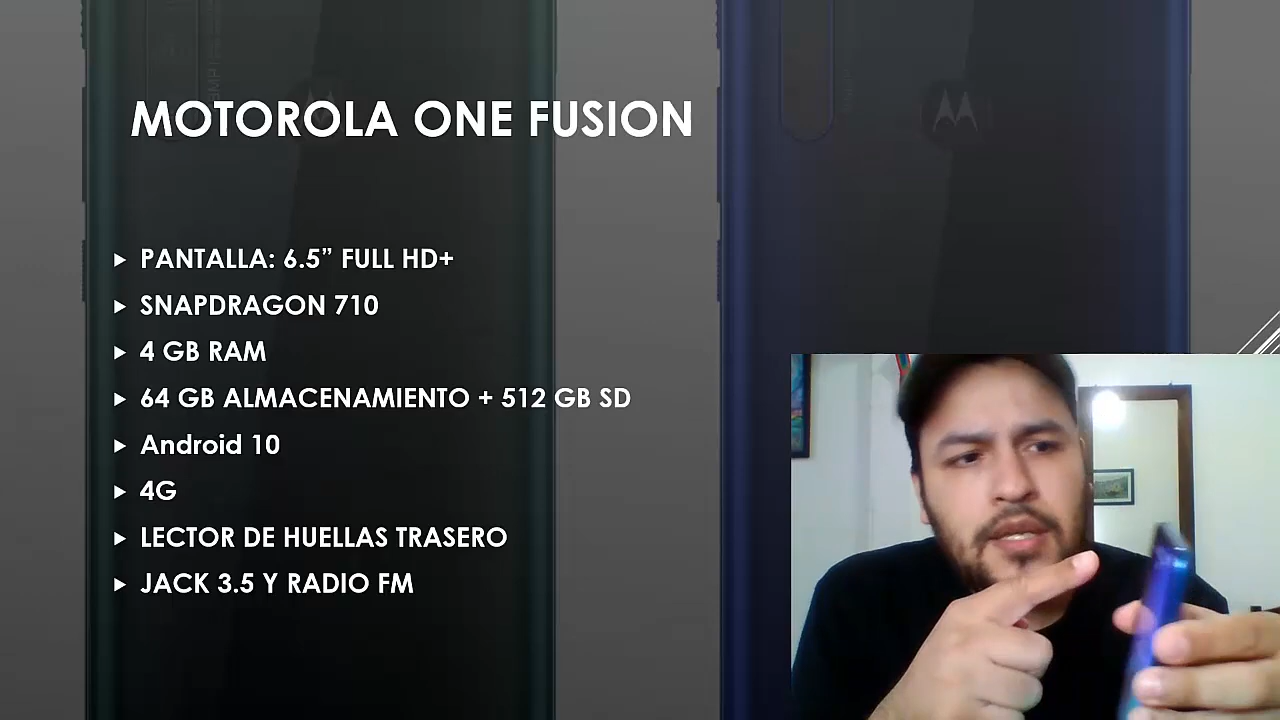 MOTOROLA ONE FUSION
PANTALLA: 6.5” FULL HD+
SNAPDRAGON 710
4 GB RAM
64 GB ALMACENAMIENTO + 512 GB SD
Android 10
4G
LECTOR DE HUELLAS TRASERO
JACK 3.5 Y RADIO FM